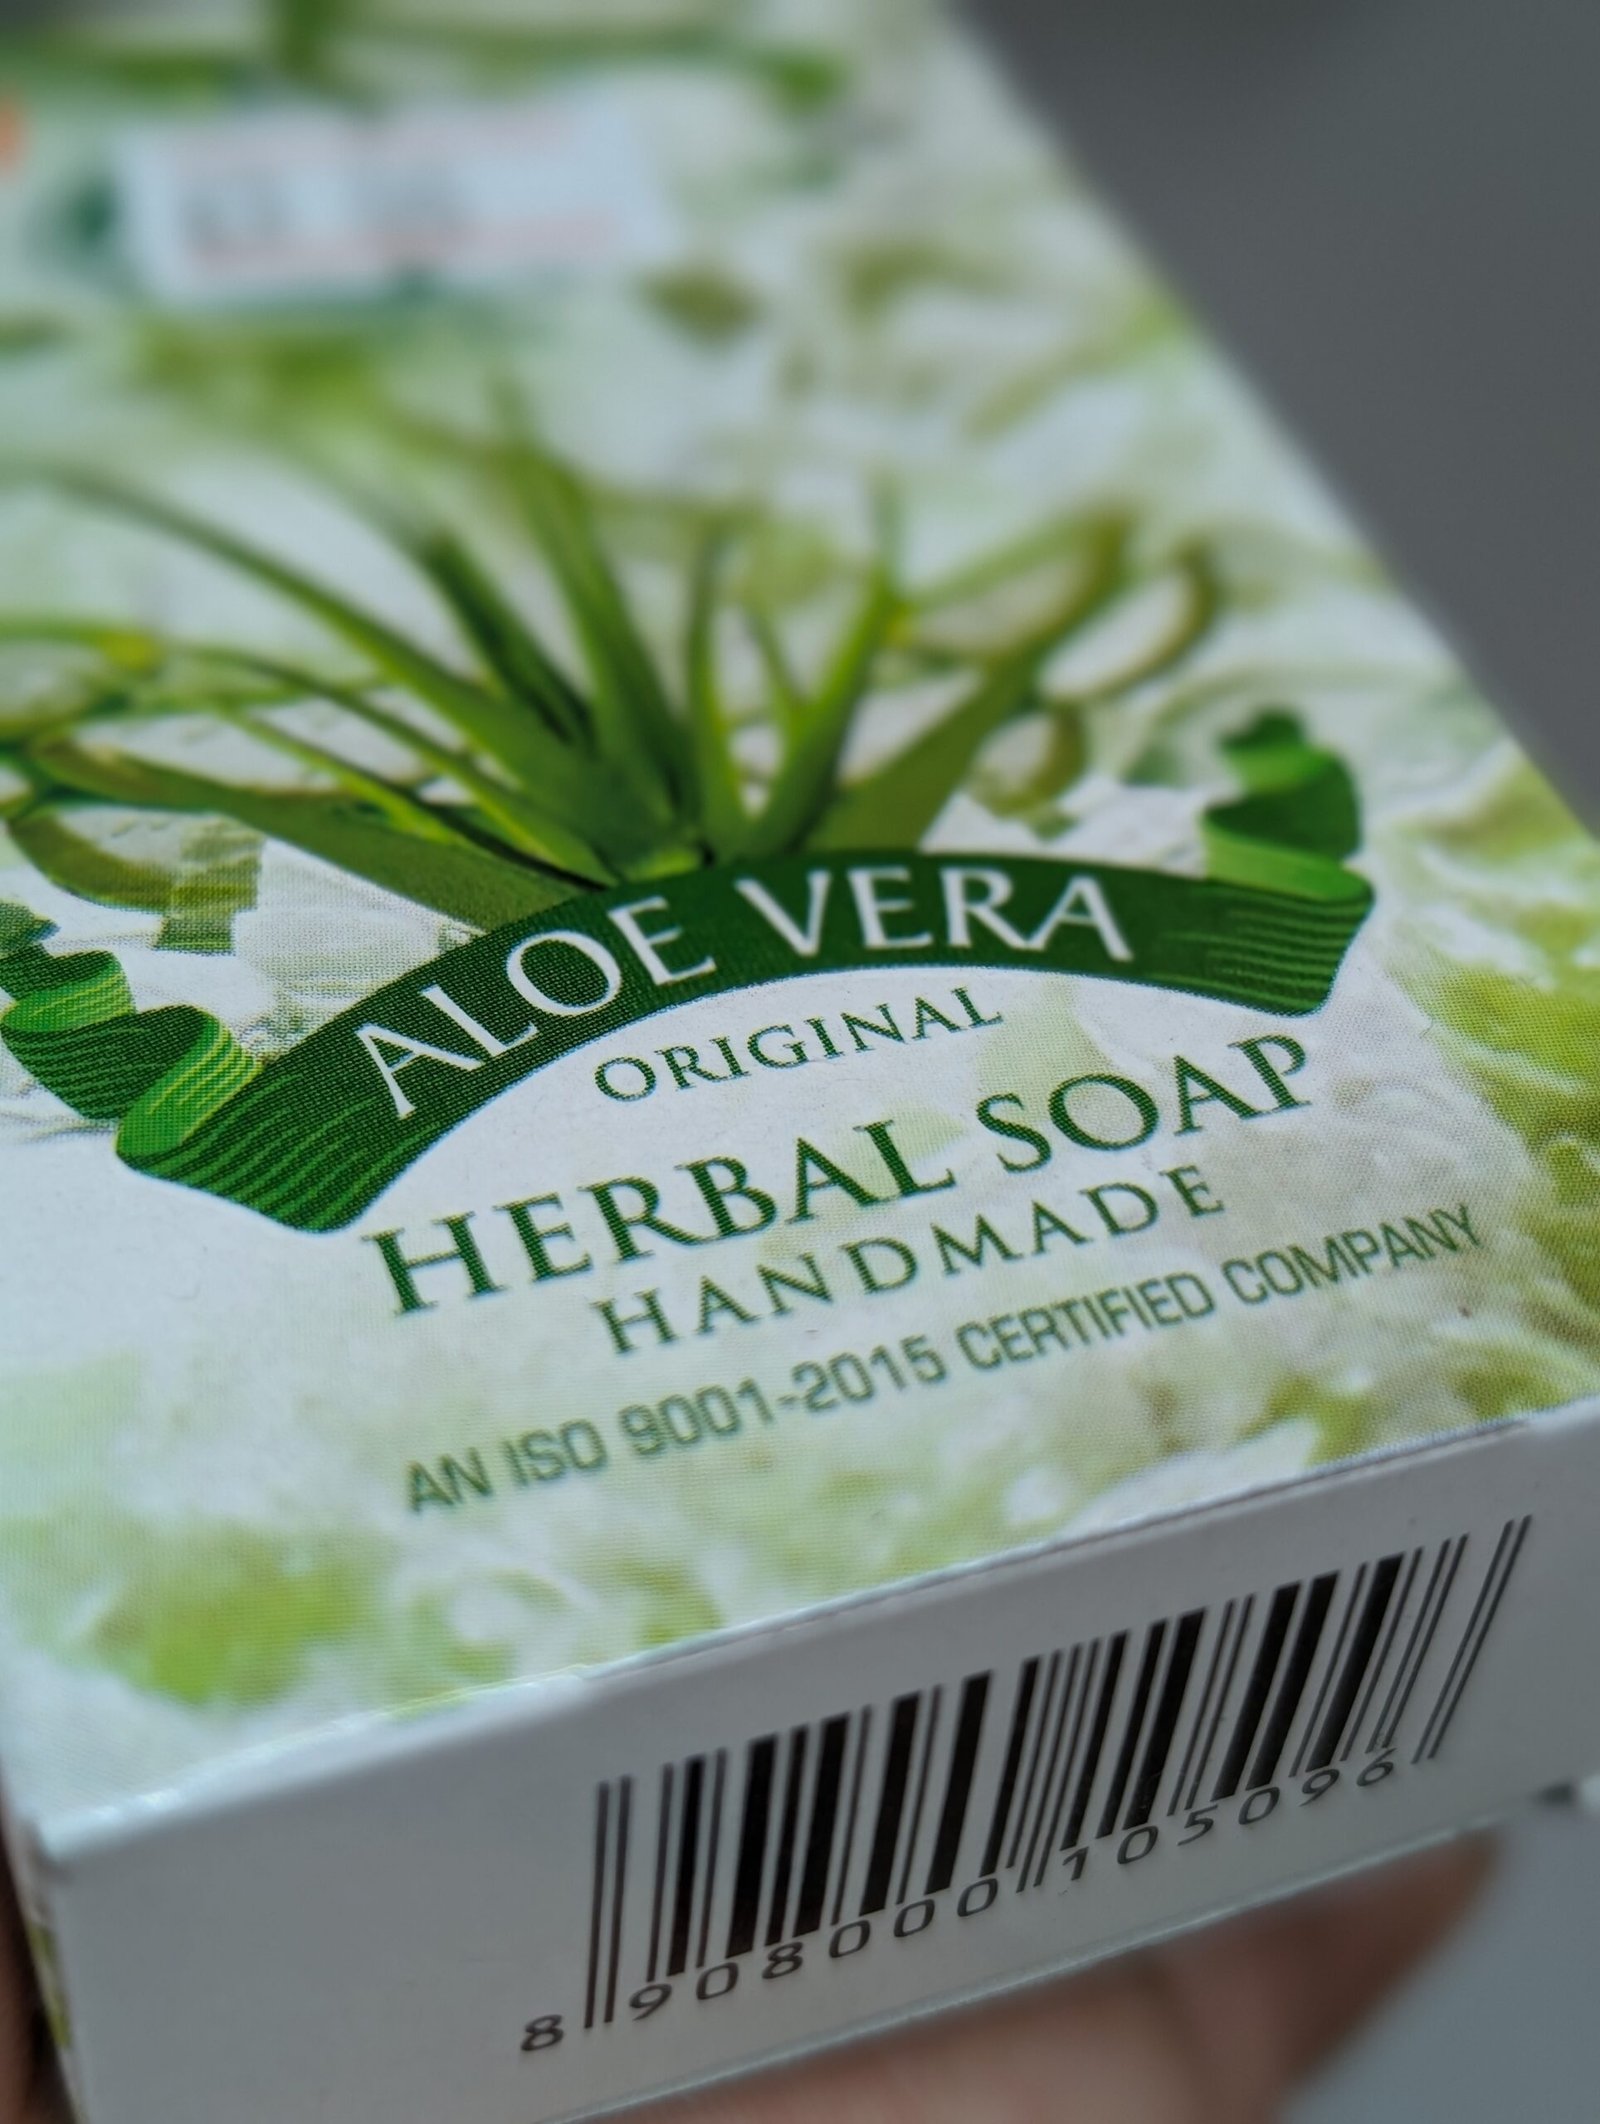 ALOE VERA
ORIGINAL
HERBAL SOAP
HANDMADE
AN ISO 9001-2015 CERTIFIED COMPANY
8 908000 105096